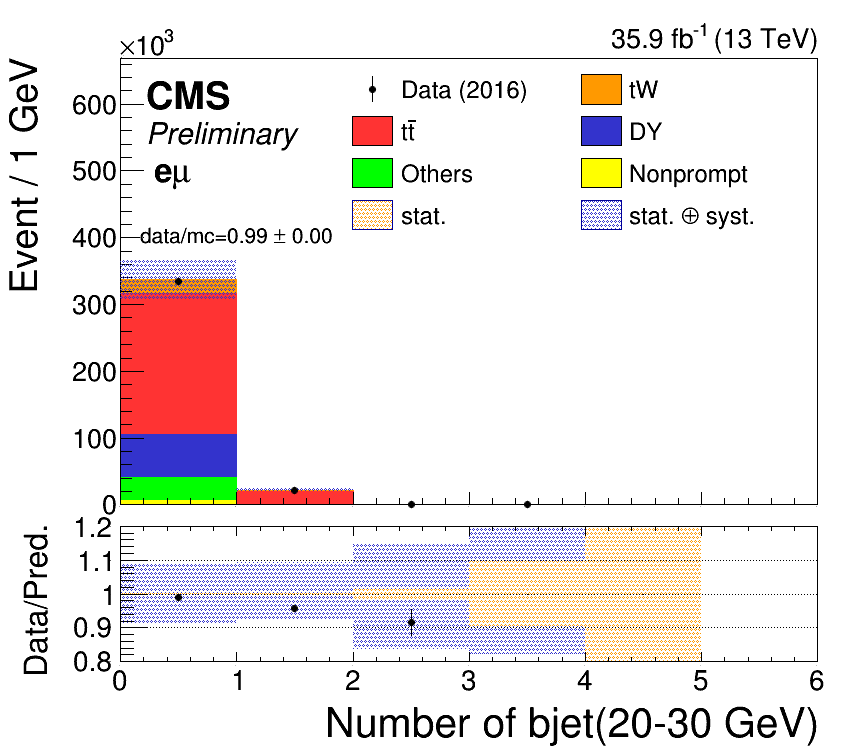 ×10³ 35.9 fb⁻¹ (13 TeV)
Event / 1 GeV
CMS
Preliminary
eμ
Data (2016) tW
tt̄ DY
Others Nonprompt
stat. stat. ⊕ syst.
data/mc=0.99 ± 0.00
600
500
400
300
200
100
0
Data/Pred.
1.2
1.1
1
0.9
0.8
0 1 2 3 4 5 6
Number of bjet(20-30 GeV)